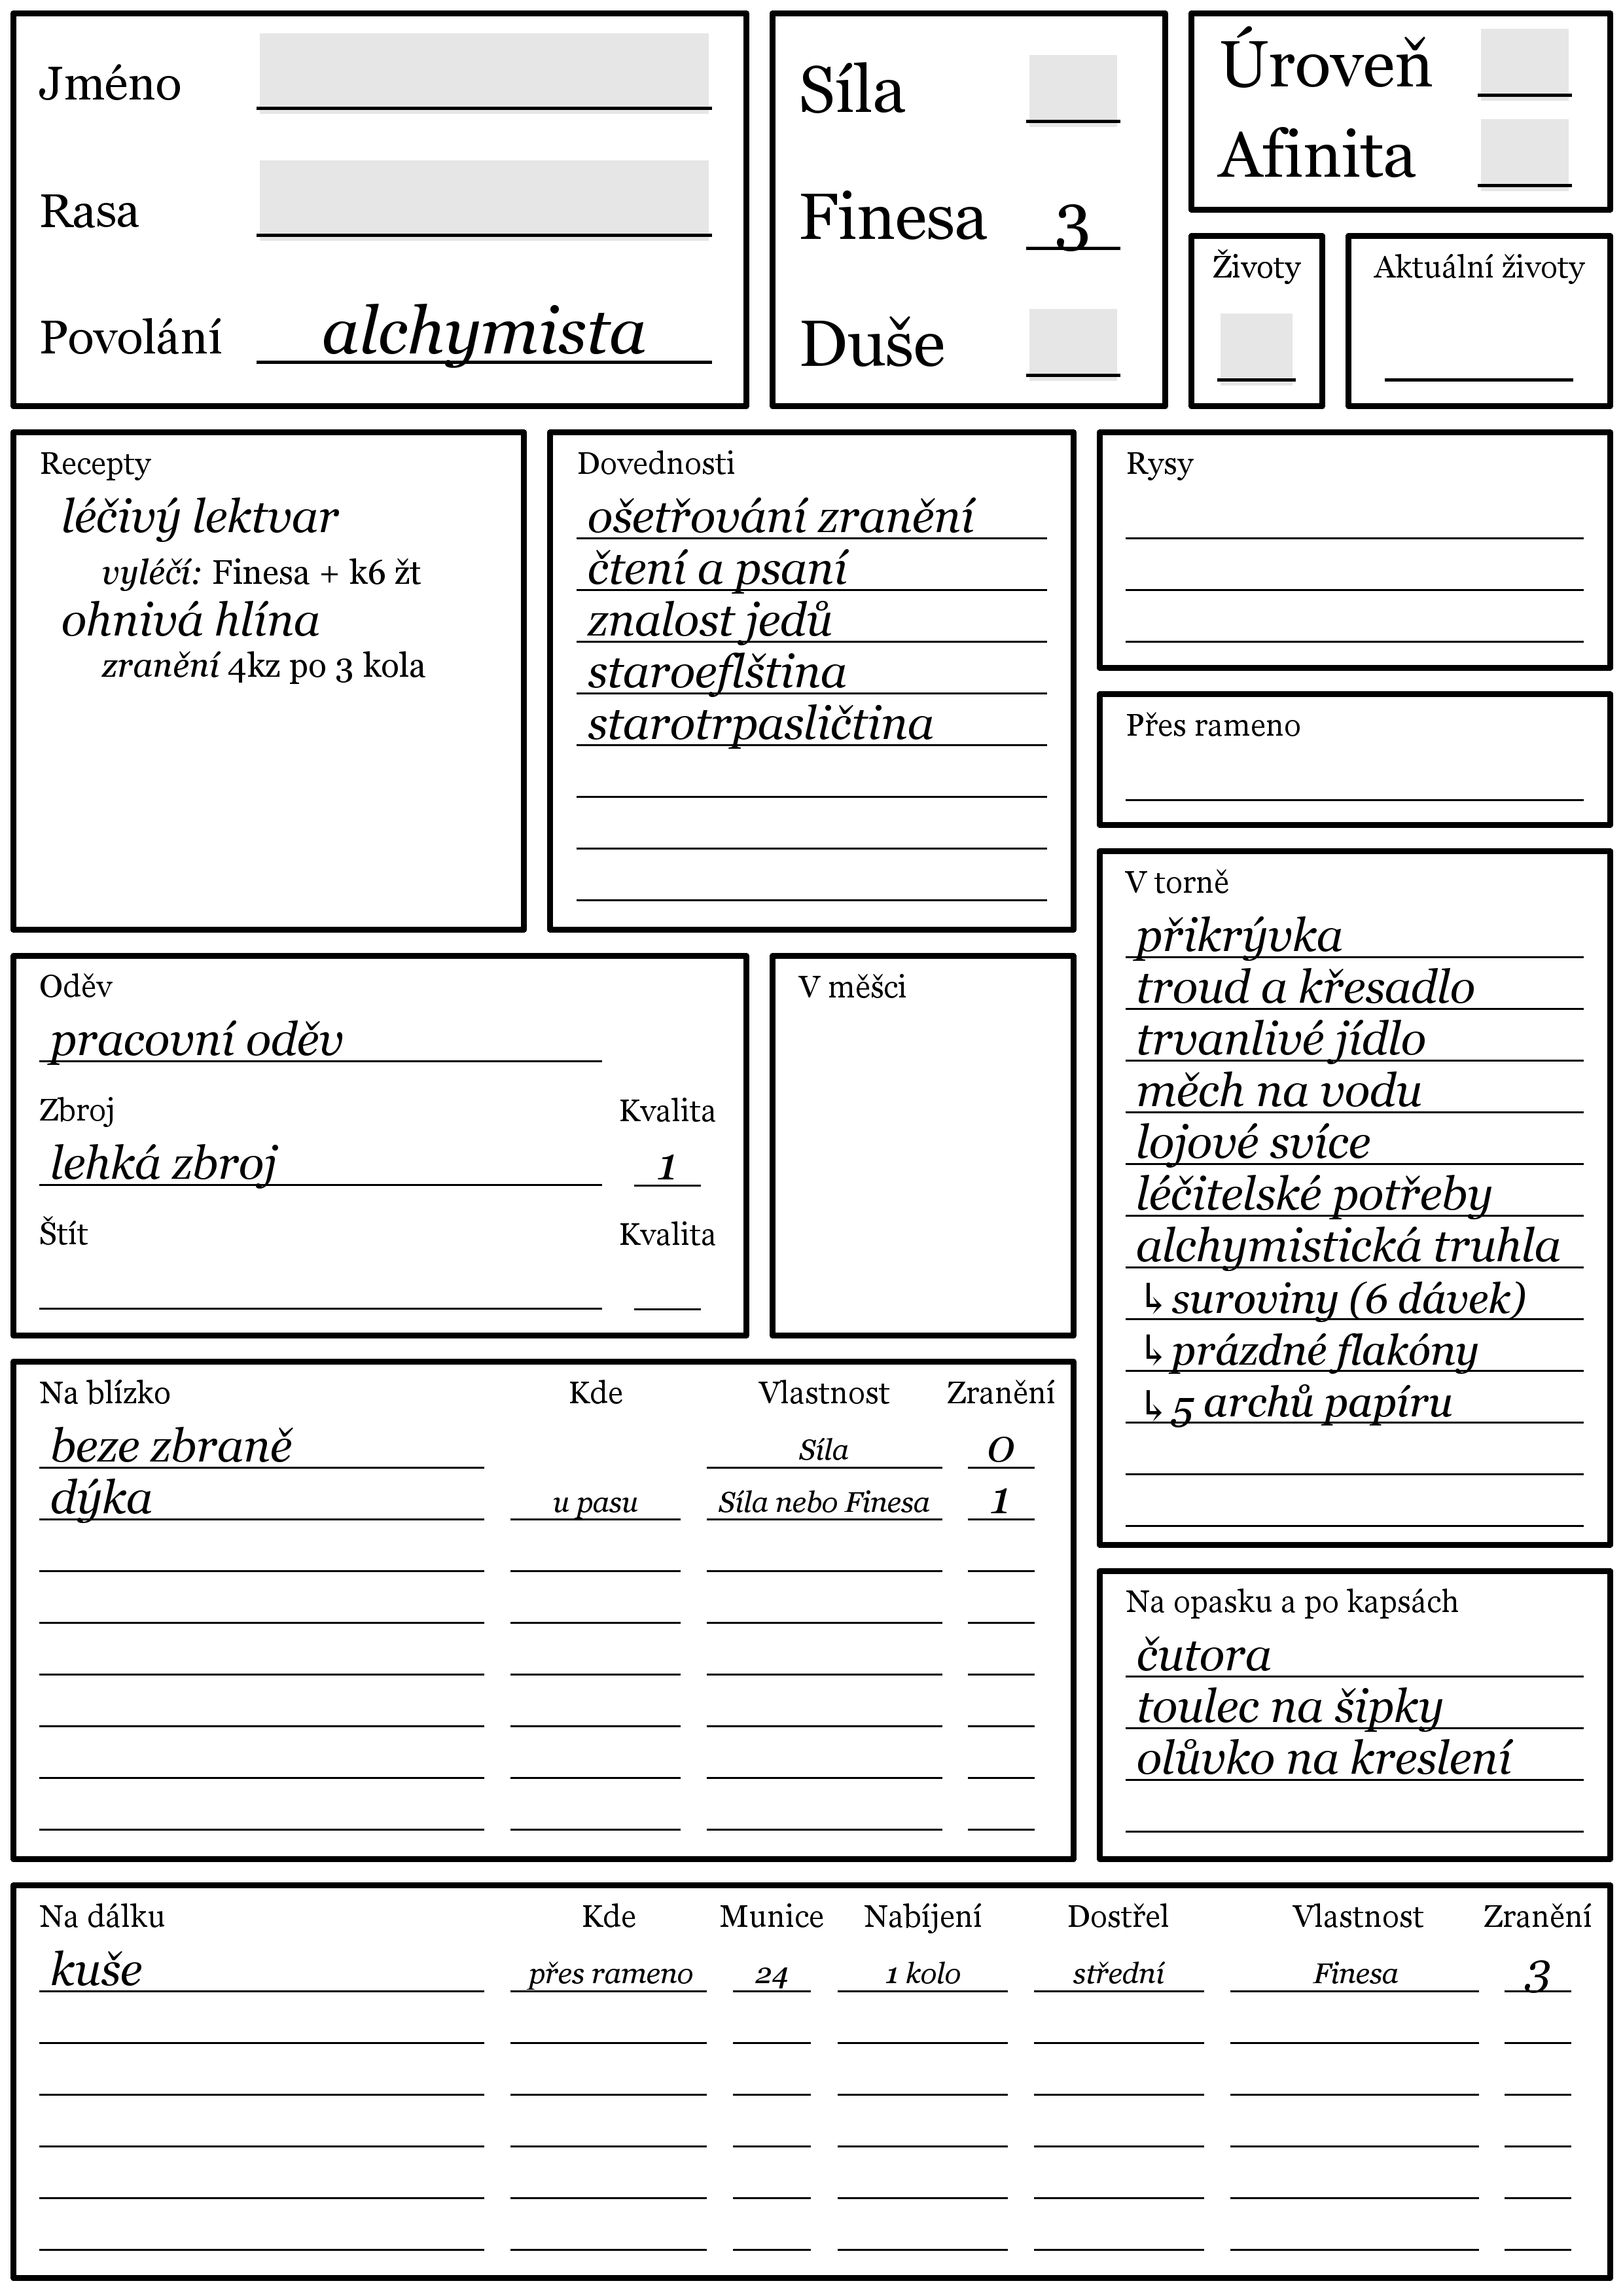 Jméno
Rasa
Povolání alchymista
Síla
Finesa 3
Duše
Úroveň
Afinita
Životy
Aktuální životy
Recepty
léčivý lektvar
vyléčí: Finesa + k6 žt
ohnivá hlína
zranění 4kz po 3 kola
Dovednosti
ošetřování zranění
čtení a psaní
znalost jedů
staroeflština
starotrpasličtina
Rysy
Přes rameno
V torně
přikrývka
troud a křesadlo
trvanlivé jídlo
měch na vodu
lojové svíce
léčitelské potřeby
alchymistická truhla
↳ suroviny (6 dávek)
↳ prázdné flakóny
↳ 5 archů papíru
Oděv
pracovní oděv
Zbroj Kvalita
lehká zbroj 1
Štít Kvalita
V měšci
Na blízko Kde Vlastnost Zranění
beze zbraně Síla 0
dýka u pasu Síla nebo Finesa 1
Na opasku a po kapsách
čutora
toulec na šipky
olůvko na kreslení
Na dálku Kde Munice Nabíjení Dostřel Vlastnost Zranění
kuše přes rameno 24 1 kolo střední Finesa 3